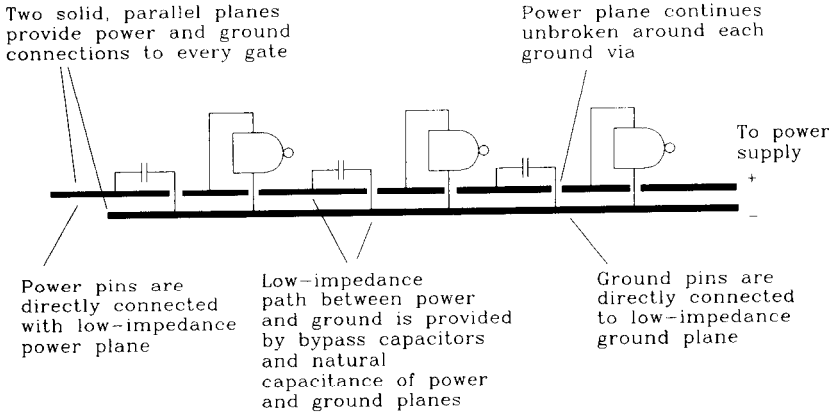 Two solid, parallel planes
provide power and ground
connections to every gate
Power plane continues
unbroken around each
ground via
To power
supply
+
−
Power pins are
directly connected
with low-impedance
power plane
Low-impedance
path between power
and ground is provided
by bypass capacitors
and natural
capacitance of power
and ground planes
Ground pins are
directly connected
to low-impedance
ground plane